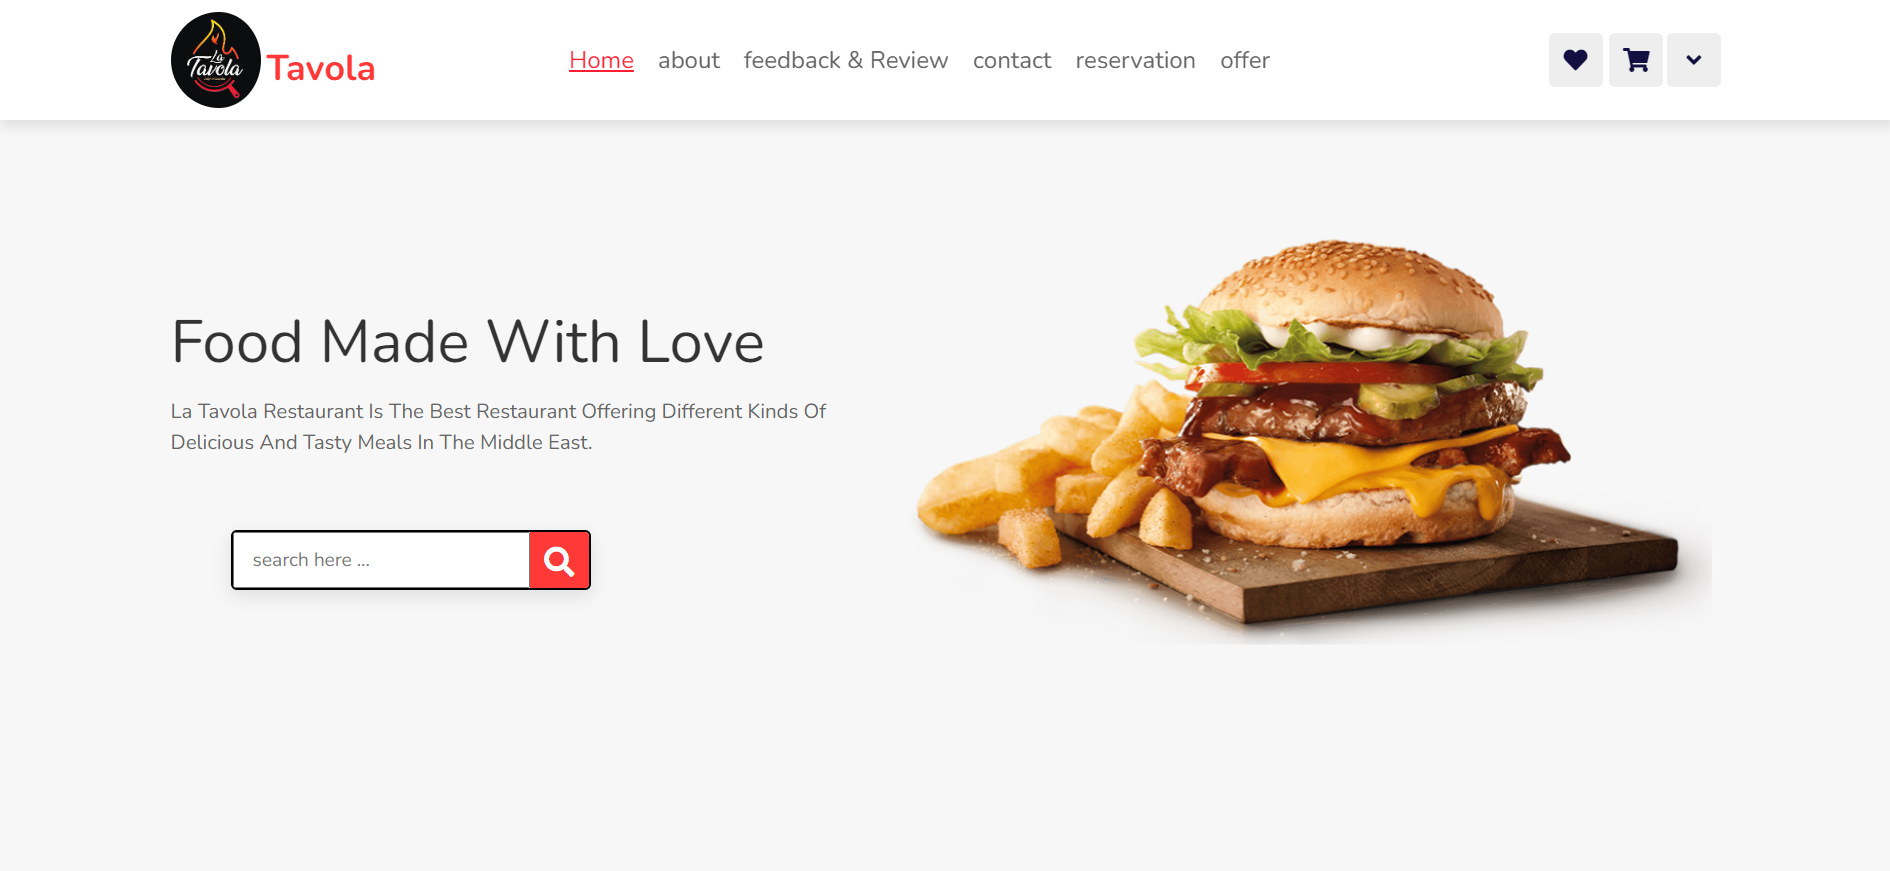 La
Tavola
Tavola
Home about feedback & Review contact reservation offer
Food Made With Love
La Tavola Restaurant Is The Best Restaurant Offering Different Kinds Of
Delicious And Tasty Meals In The Middle East.
search here ...